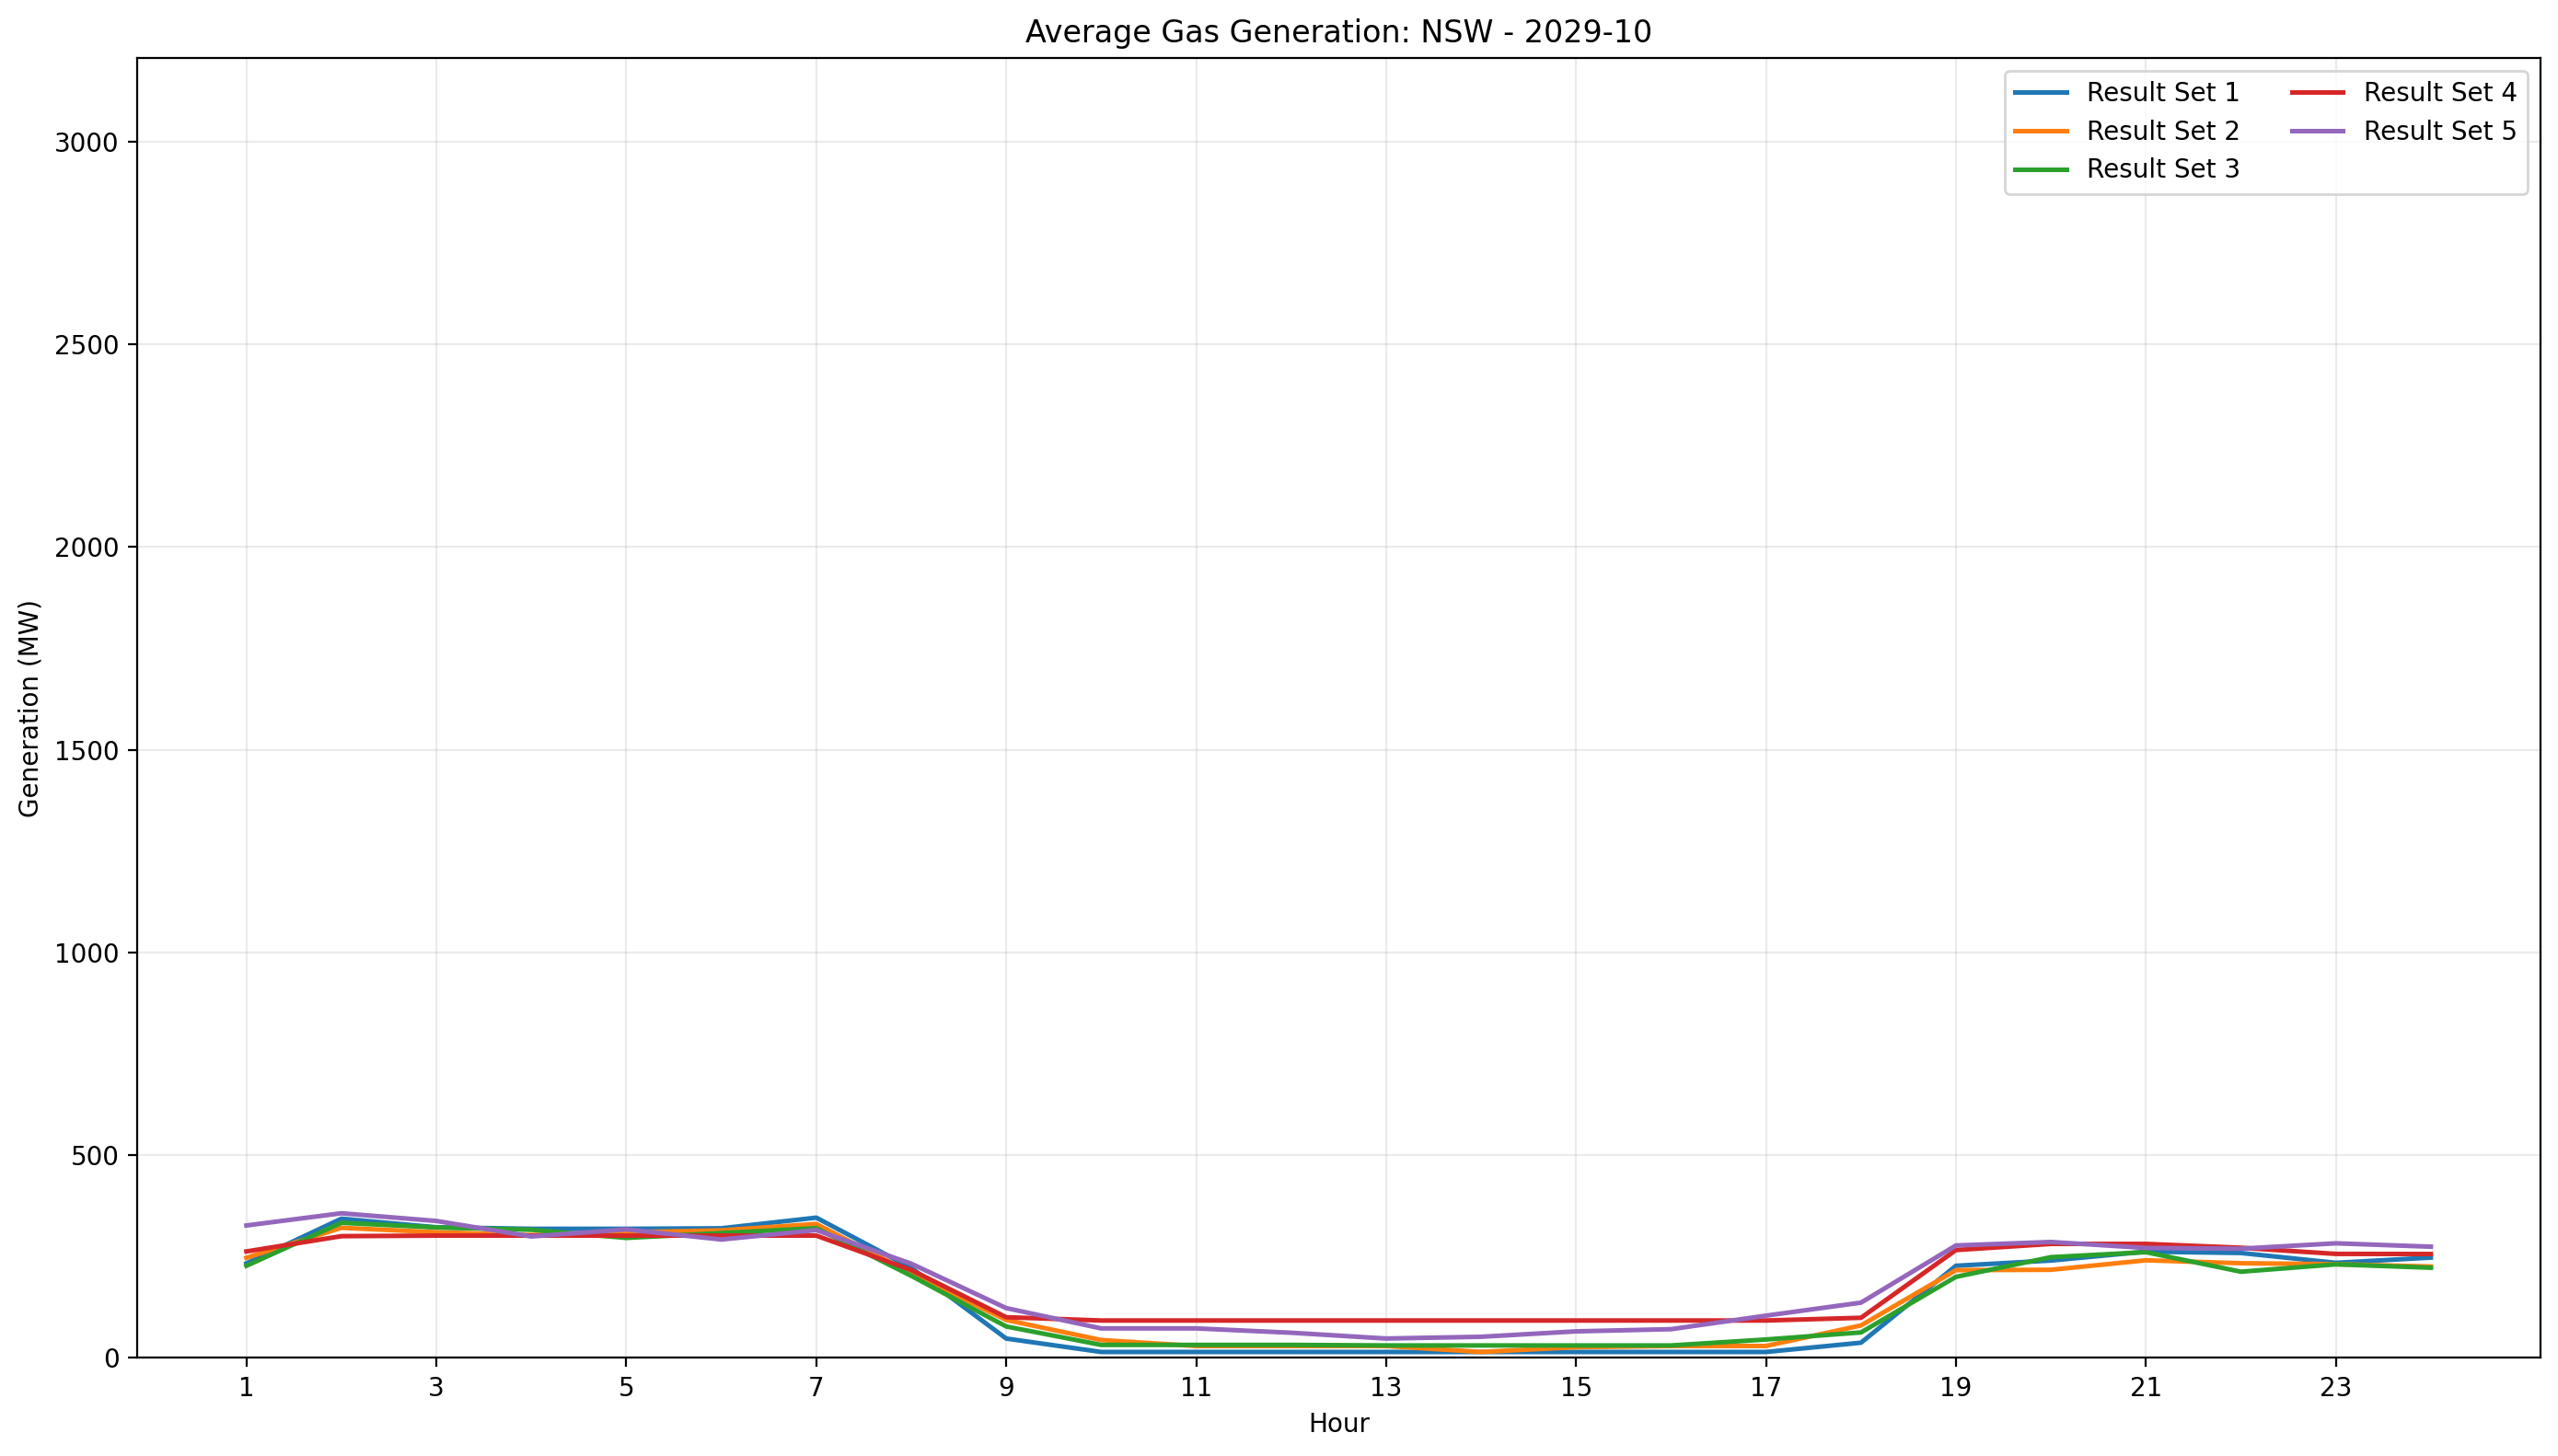 Average Gas Generation: NSW - 2029-10
Result Set 1
Result Set 2
Result Set 3
Result Set 4
Result Set 5
Generation (MW)
3000
2500
2000
1500
1000
500
0
1 3 5 7 9 11 13 15 17 19 21 23
Hour